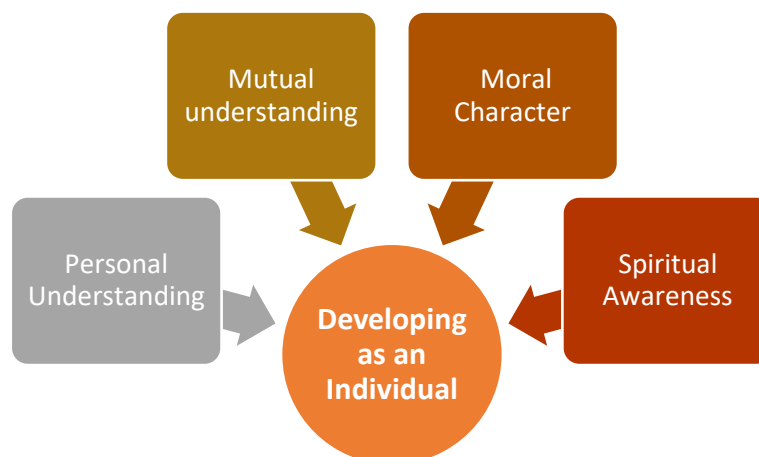 Mutual
understanding
Moral
Character
Personal
Understanding
Spiritual
Awareness
Developing
as an
Individual